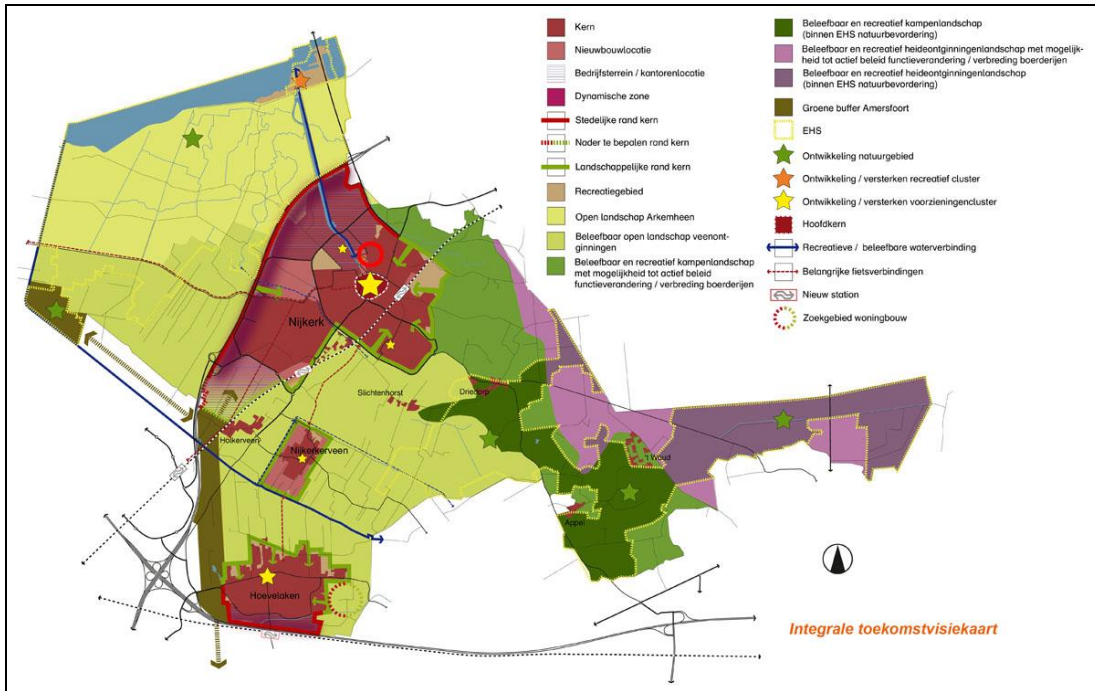 Kern
Nieuwbouwlocatie
Bedrijfsterrein / kantorenlocatie
Dynamische zone
Stedelijke rand kern
Nader te bepalen rand kern
Landschappelijke rand kern
Recreatiegebied
Open landschap Arkemheen
Beleefbaar open landschap veenont-
ginningen
Beleefbaar en recreatief kampenlandschap
met mogelijkheid tot actief beleid
functieverandering / verbreding boerderijen
Beleefbaar en recreatief kampenlandschap
(binnen EHS natuurbevordering)
Beleefbaar en recreatief heideontginningenlandschap met mogelijk-
heid tot actief beleid functieverandering / verbreding boerderijen
Beleefbaar en recreatief heideontginningenlandschap
(binnen EHS natuurbevordering)
Groene buffer Amersfoort
EHS
Ontwikkeling natuurgebied
Ontwikkeling / versterken recreatief cluster
Ontwikkeling / versterken voorzieningencluster
Hoofdkern
Recreatieve / beleefbare waterverbinding
Belangrijke fietsverbindingen
Nieuw station
Zoekgebied woningbouw
Nijkerk
Slichtenhorst
Driedorp
Holkerveen
Nijkerkerveen
't Woud
Appel
Hoevelaken
Integrale toekomstvisiekaart